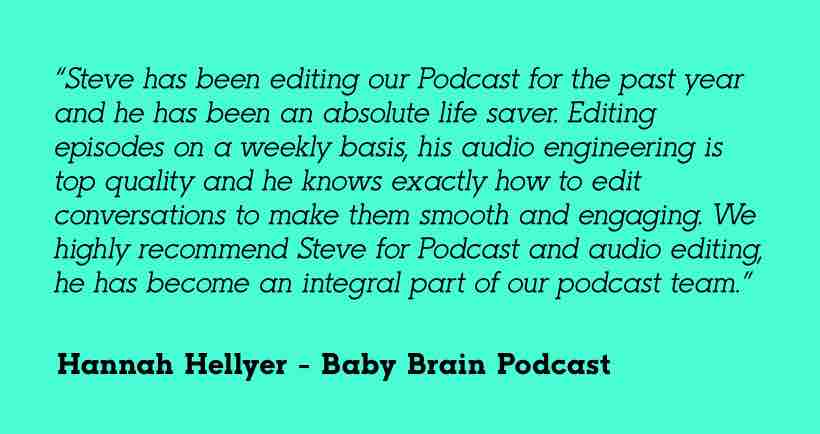 “Steve has been editing our Podcast for the past year
and he has been an absolute life saver. Editing
episodes on a weekly basis, his audio engineering is
top quality and he knows exactly how to edit
conversations to make them smooth and engaging. We
highly recommend Steve for Podcast and audio editing,
he has become an integral part of our podcast team.”
Hannah Hellyer - Baby Brain Podcast